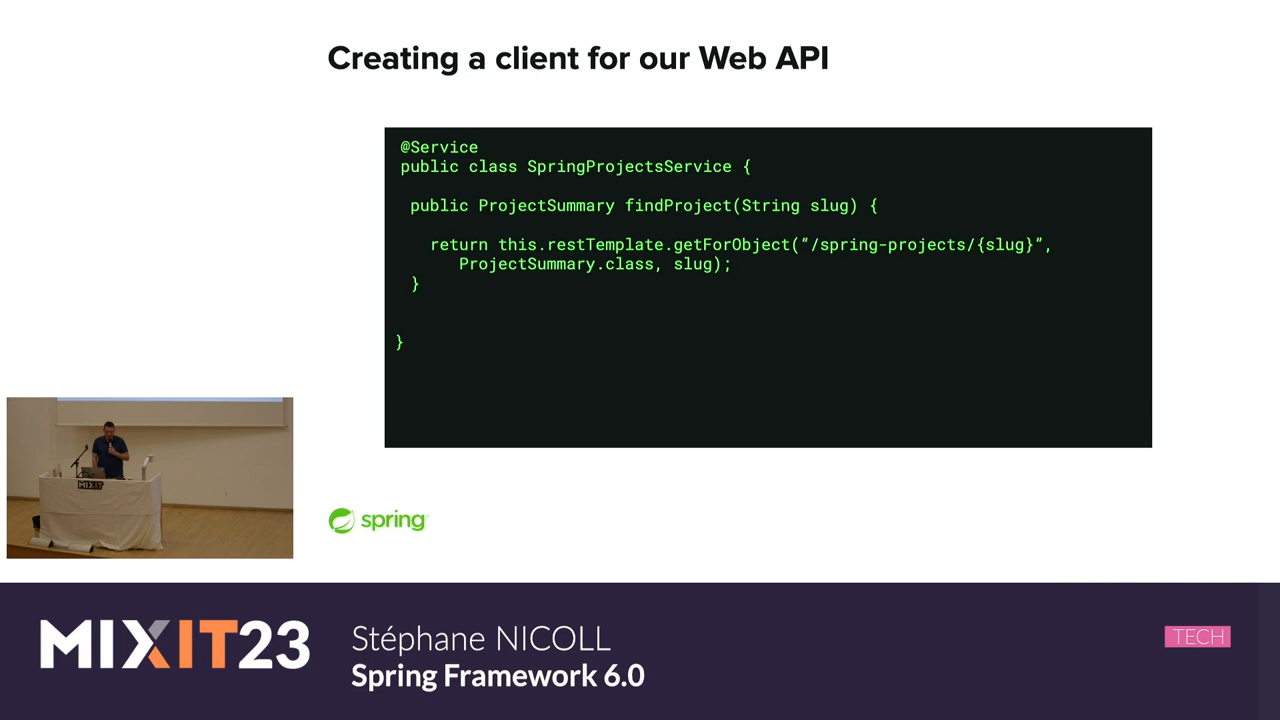 Creating a client for our Web API
@Service
public class SpringProjectsService {
public ProjectSummary findProject(String slug) {
return this.restTemplate.getForObject(“/spring-projects/{slug}”,
ProjectSummary.class, slug);
}
}
MIXIT
spring
MIXIT23
Stéphane NICOLL
Spring Framework 6.0
TECH